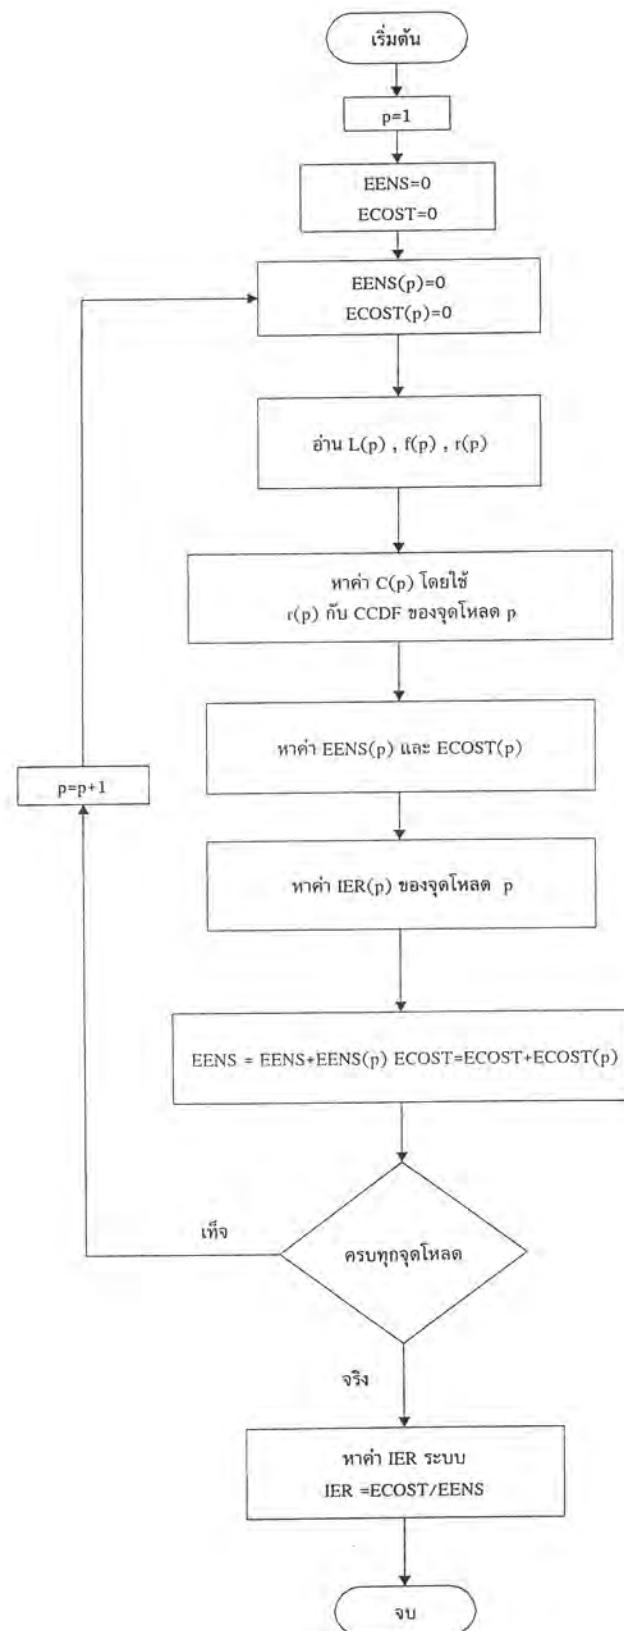 เริ่มต้น
p=1
EENS=0
ECOST=0
EENS(p)=0
ECOST(p)=0
อ่าน L(p) , f(p) , r(p)
หาค่า C(p) โดยใช้
r(p) กับ CCDF ของจุดโหลด p
หาค่า EENS(p) และ ECOST(p)
p=p+1
หาค่า IER(p) ของจุดโหลด p
EENS = EENS+EENS(p) ECOST=ECOST+ECOST(p)
เท็จ
ครบทุกจุดโหลด
จริง
หาค่า IER ระบบ
IER =ECOST/EENS
จบ